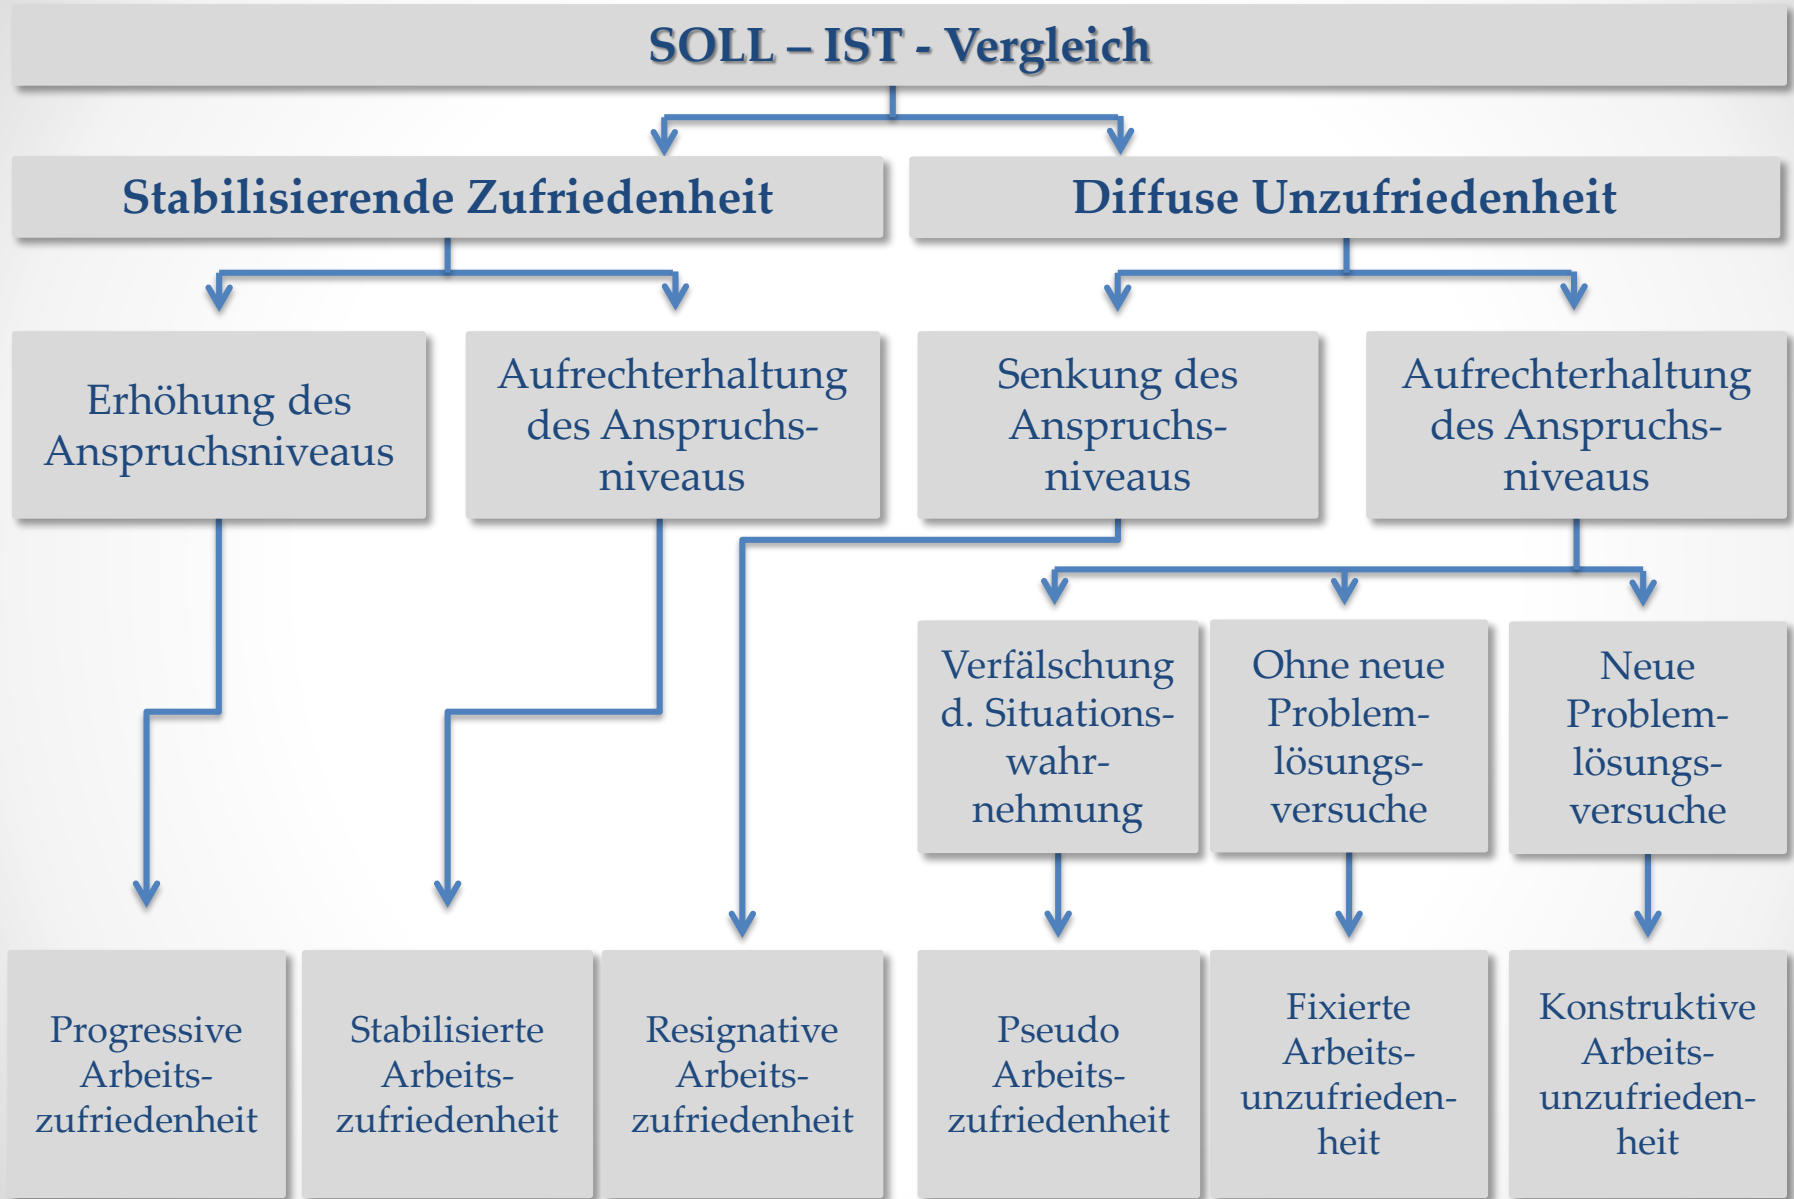 SOLL – IST - Vergleich
Stabilisierende Zufriedenheit
Diffuse Unzufriedenheit
Erhöhung des
Anspruchsniveaus
Aufrechterhaltung
des Anspruchs-
niveaus
Senkung des
Anspruchs-
niveaus
Aufrechterhaltung
des Anspruchs-
niveaus
Verfälschung
d. Situations-
wahr-
nehmung
Ohne neue
Problem-
lösungs-
versuche
Neue
Problem-
lösungs-
versuche
Progressive
Arbeits-
zufriedenheit
Stabilisierte
Arbeits-
zufriedenheit
Resignative
Arbeits-
zufriedenheit
Pseudo
Arbeits-
zufriedenheit
Fixierte
Arbeits-
unzufrieden-
heit
Konstruktive
Arbeits-
unzufrieden-
heit